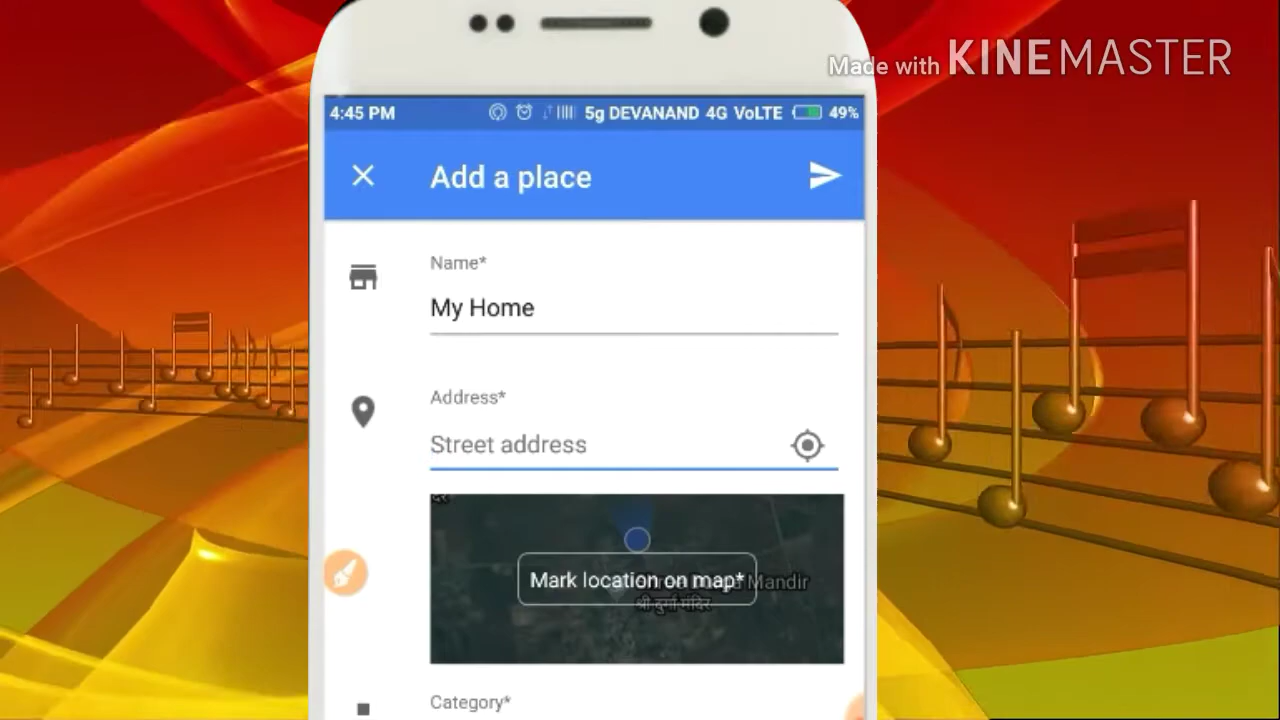 Made with KINEMASTER
4:45 PM 5g DEVANAND 4G VoLTE 49%
Add a place
Name*
My Home
Address*
Street address
Mark location on map*
Mandir
श्री दुर्गा मंदिर
Category*